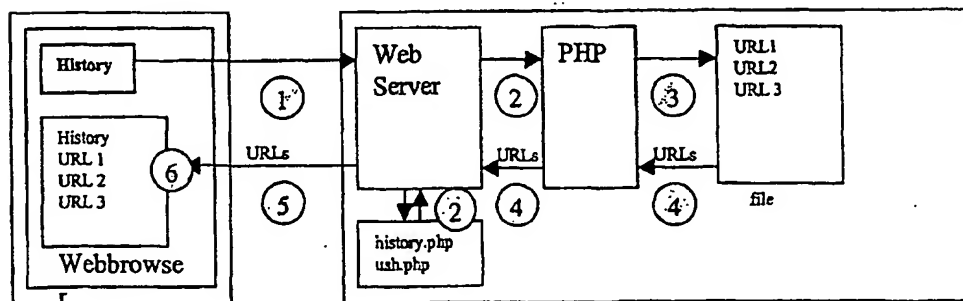 History
1
Web
Server
2
PHP
3
URL1
URL2
URL 3
History
URL 1
URL 2
URL 3
6
URLs
5
URLs
4
URLs
4
file
2
history.php
ush.php
Webbrowse